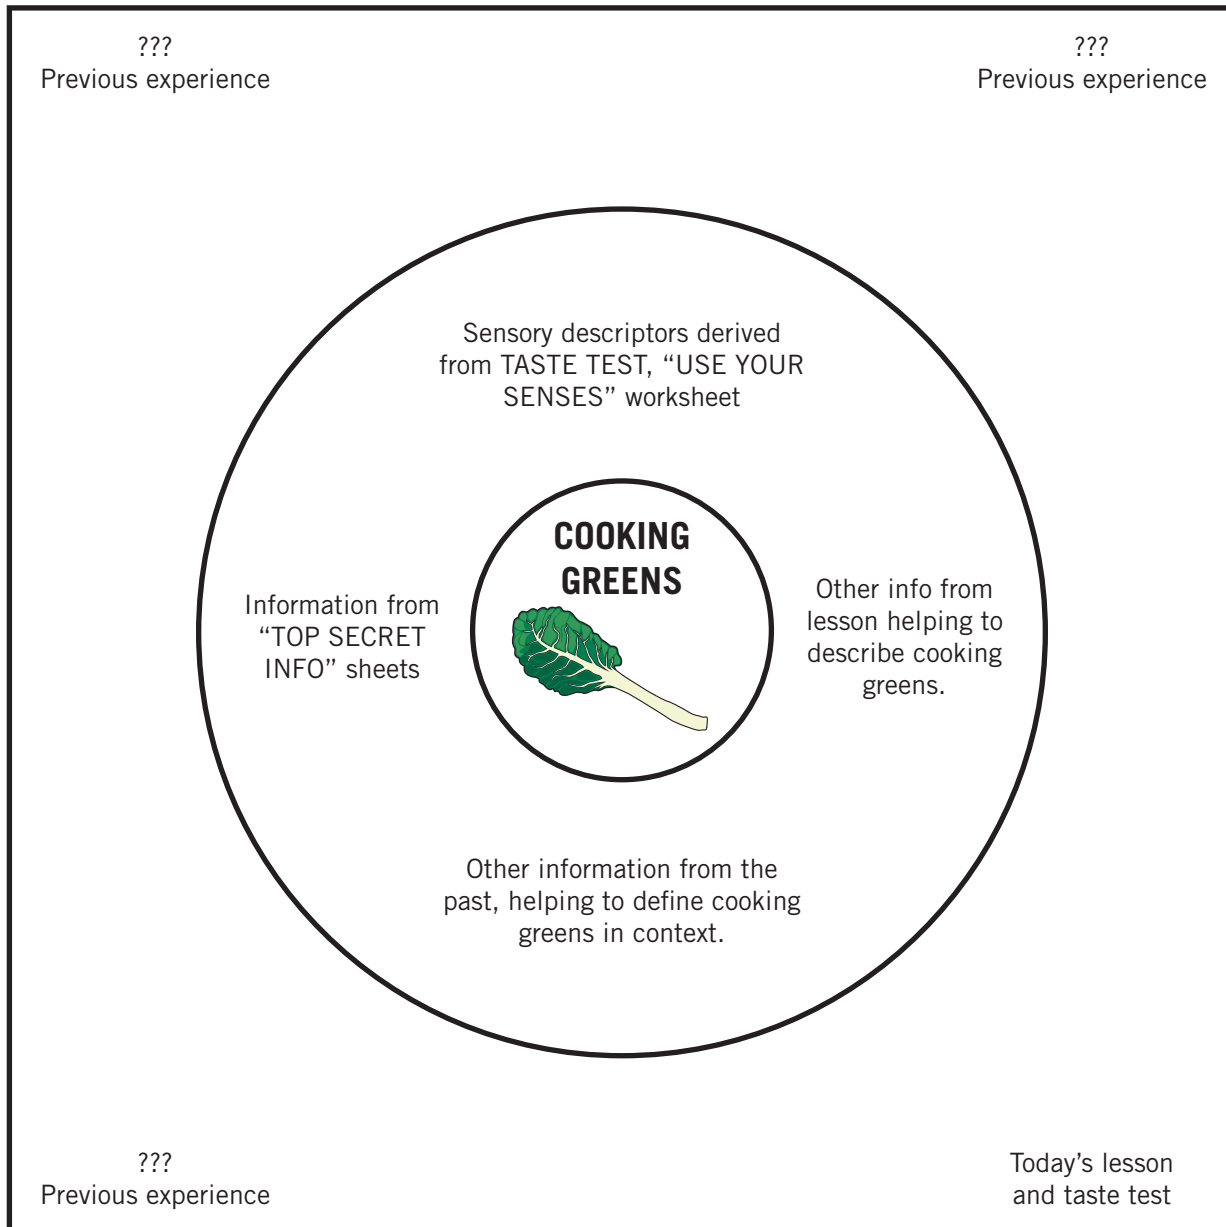 ???
Previous experience
???
Previous experience
Sensory descriptors derived
from TASTE TEST, “USE YOUR
SENSES” worksheet
COOKING
GREENS
Information from
“TOP SECRET
INFO” sheets
Other info from
lesson helping to
describe cooking
greens.
Other information from the
past, helping to define cooking
greens in context.
???
Previous experience
Today’s lesson
and taste test